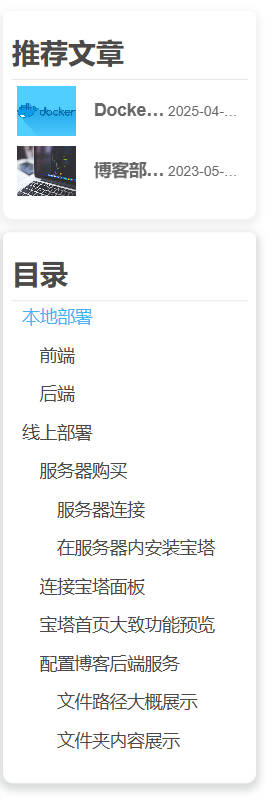 推荐文章
docker
Docke... 2025-04-...
博客部... 2023-05-...
目录
本地部署
前端
后端
线上部署
服务器购买
服务器连接
在服务器内安装宝塔
连接宝塔面板
宝塔首页大致功能预览
配置博客后端服务
文件路径大概展示
文件夹内容展示